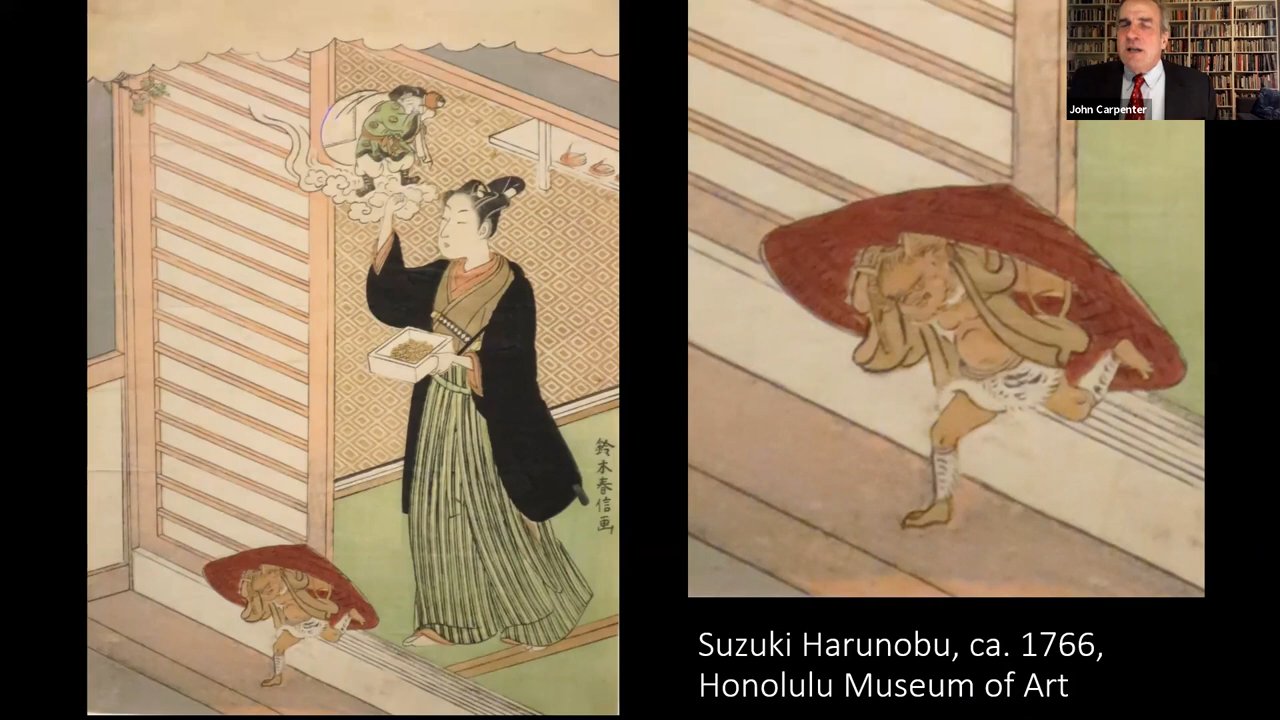 鈴木春信画
John Carpenter
Suzuki Harunobu, ca. 1766,
Honolulu Museum of Art